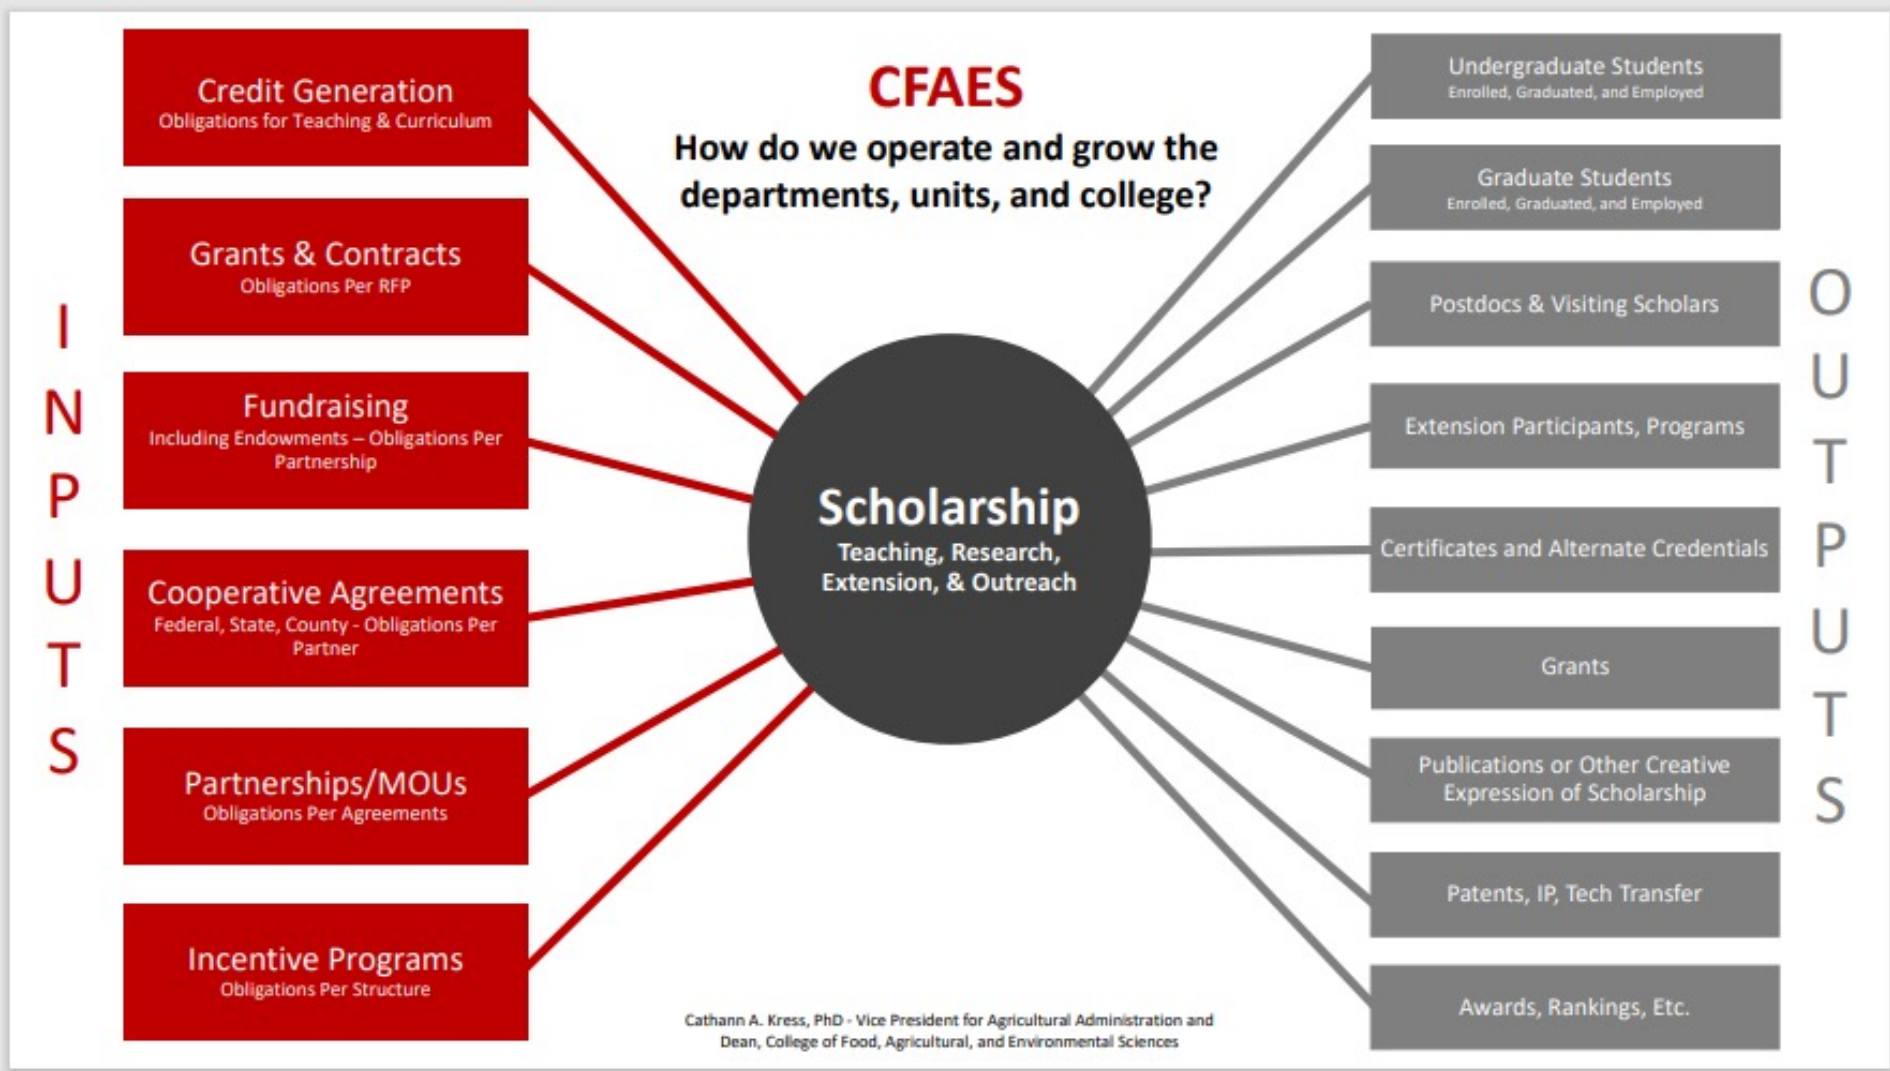 CFAES
How do we operate and grow the
departments, units, and college?
INPUTS
Credit Generation
Obligations for Teaching & Curriculum
Grants & Contracts
Obligations Per RFP
Fundraising
Including Endowments – Obligations Per
Partnership
Cooperative Agreements
Federal, State, County - Obligations Per
Partner
Partnerships/MOUs
Obligations Per Agreements
Incentive Programs
Obligations Per Structure
Scholarship
Teaching, Research,
Extension, & Outreach
OUTPUTS
Undergraduate Students
Enrolled, Graduated, and Employed
Graduate Students
Enrolled, Graduated, and Employed
Postdocs & Visiting Scholars
Extension Participants, Programs
Certificates and Alternate Credentials
Grants
Publications or Other Creative
Expression of Scholarship
Patents, IP, Tech Transfer
Awards, Rankings, Etc.
Cathann A. Kress, PhD - Vice President for Agricultural Administration and
Dean, College of Food, Agricultural, and Environmental Sciences